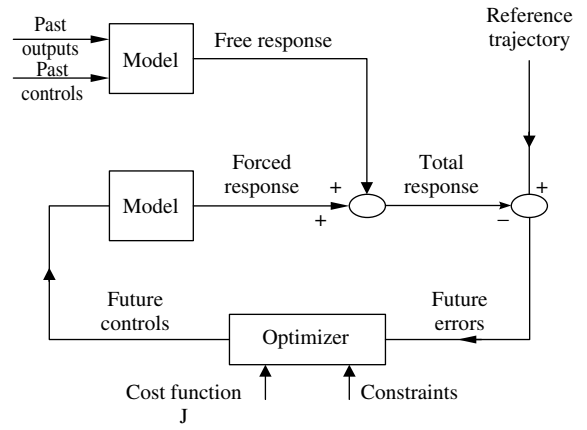 Past
outputs
Past
controls
Model
Free response
Reference
trajectory
Model
Forced
response
+
+
Total
response
+
−
Future
controls
Optimizer
Future
errors
Cost function
J
Constraints